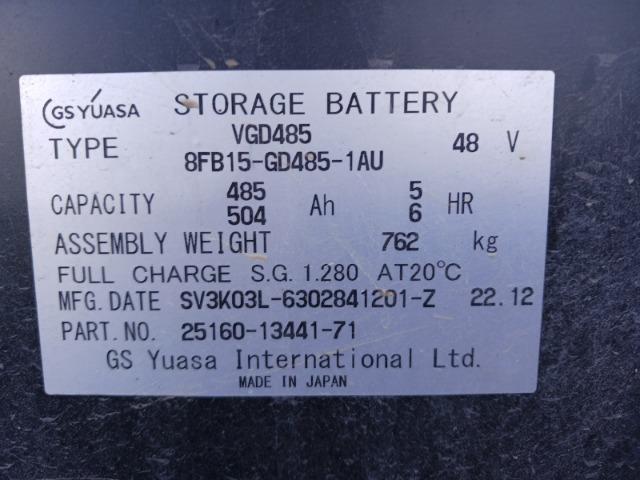 GS YUASA STORAGE BATTERY
TYPE VGD485 48 V
8FB15-GD485-1AU
CAPACITY 485 Ah 5 HR
504 6
ASSEMBLY WEIGHT 762 kg
FULL CHARGE S.G. 1.280 AT20°C
MFG. DATE SV3K03L-6302841201-Z 22.12
PART. NO. 25160-13441-71
GS Yuasa International Ltd.
MADE IN JAPAN